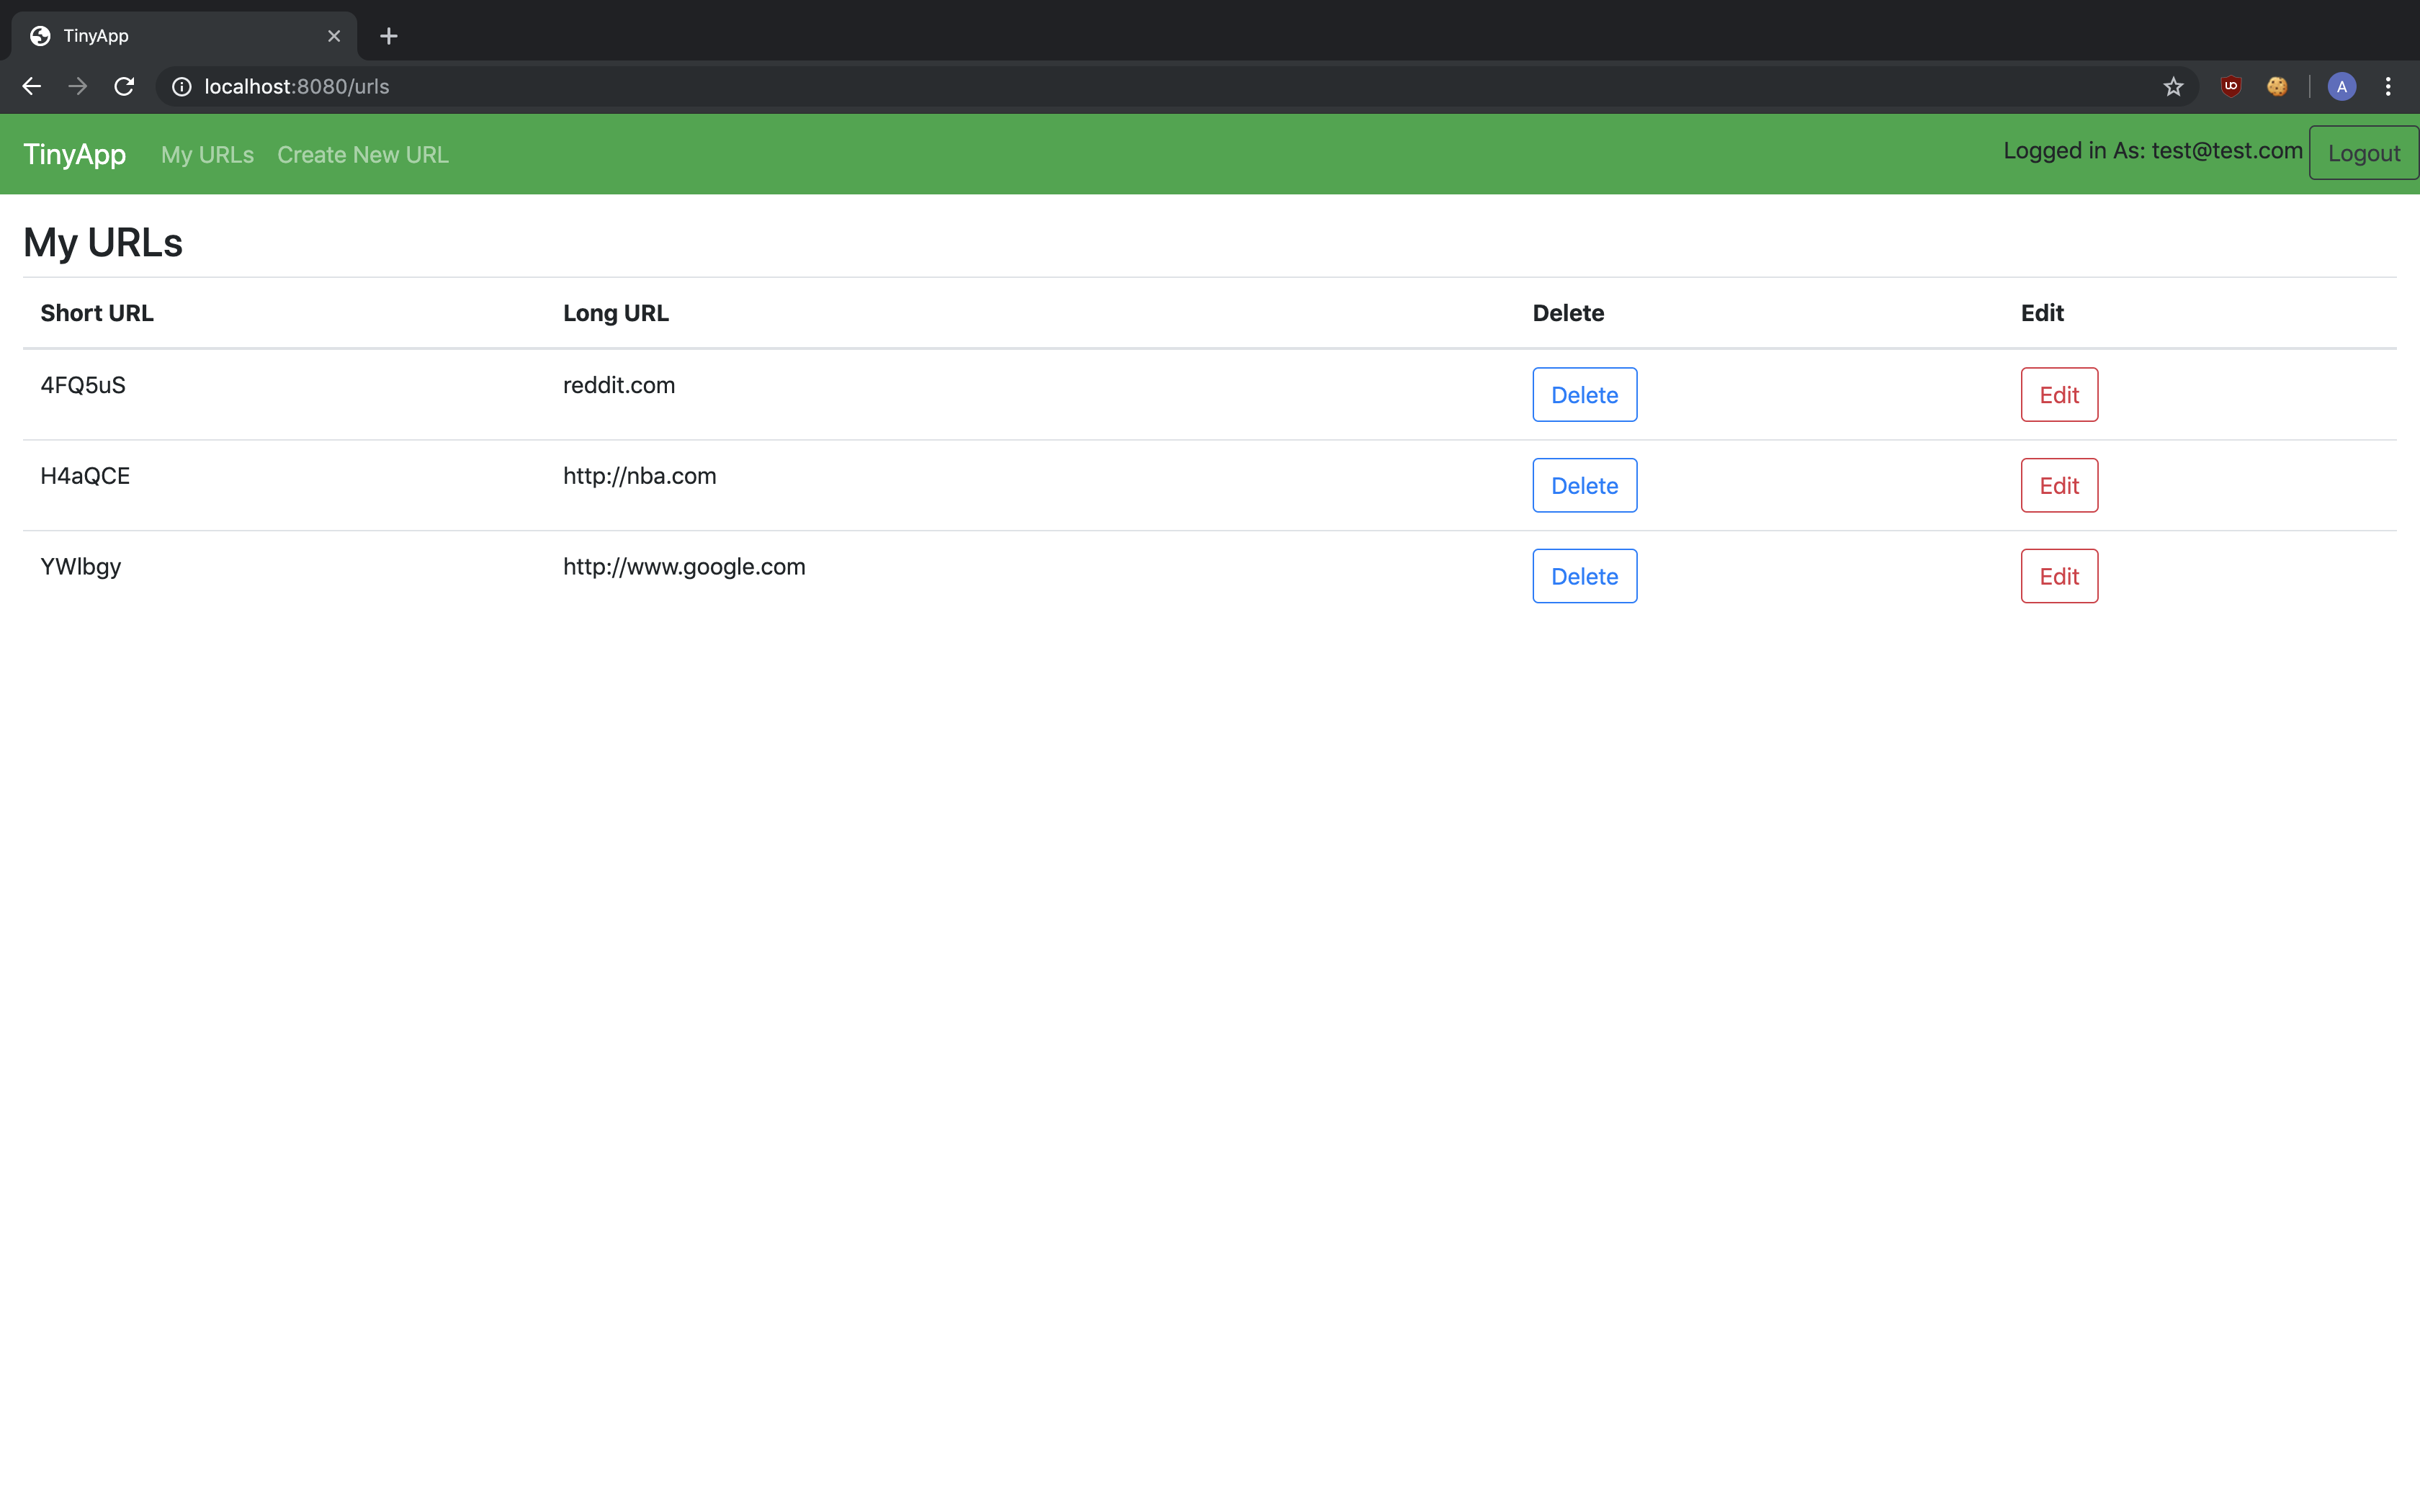 TinyApp
localhost:8080/urls
A
TinyApp My URLs Create New URL Logged in As: test@test.com Logout
My URLs
Short URL Long URL Delete Edit
4FQ5uS reddit.com Delete Edit
H4aQCE http://nba.com Delete Edit
YWlbgy http://www.google.com Delete Edit